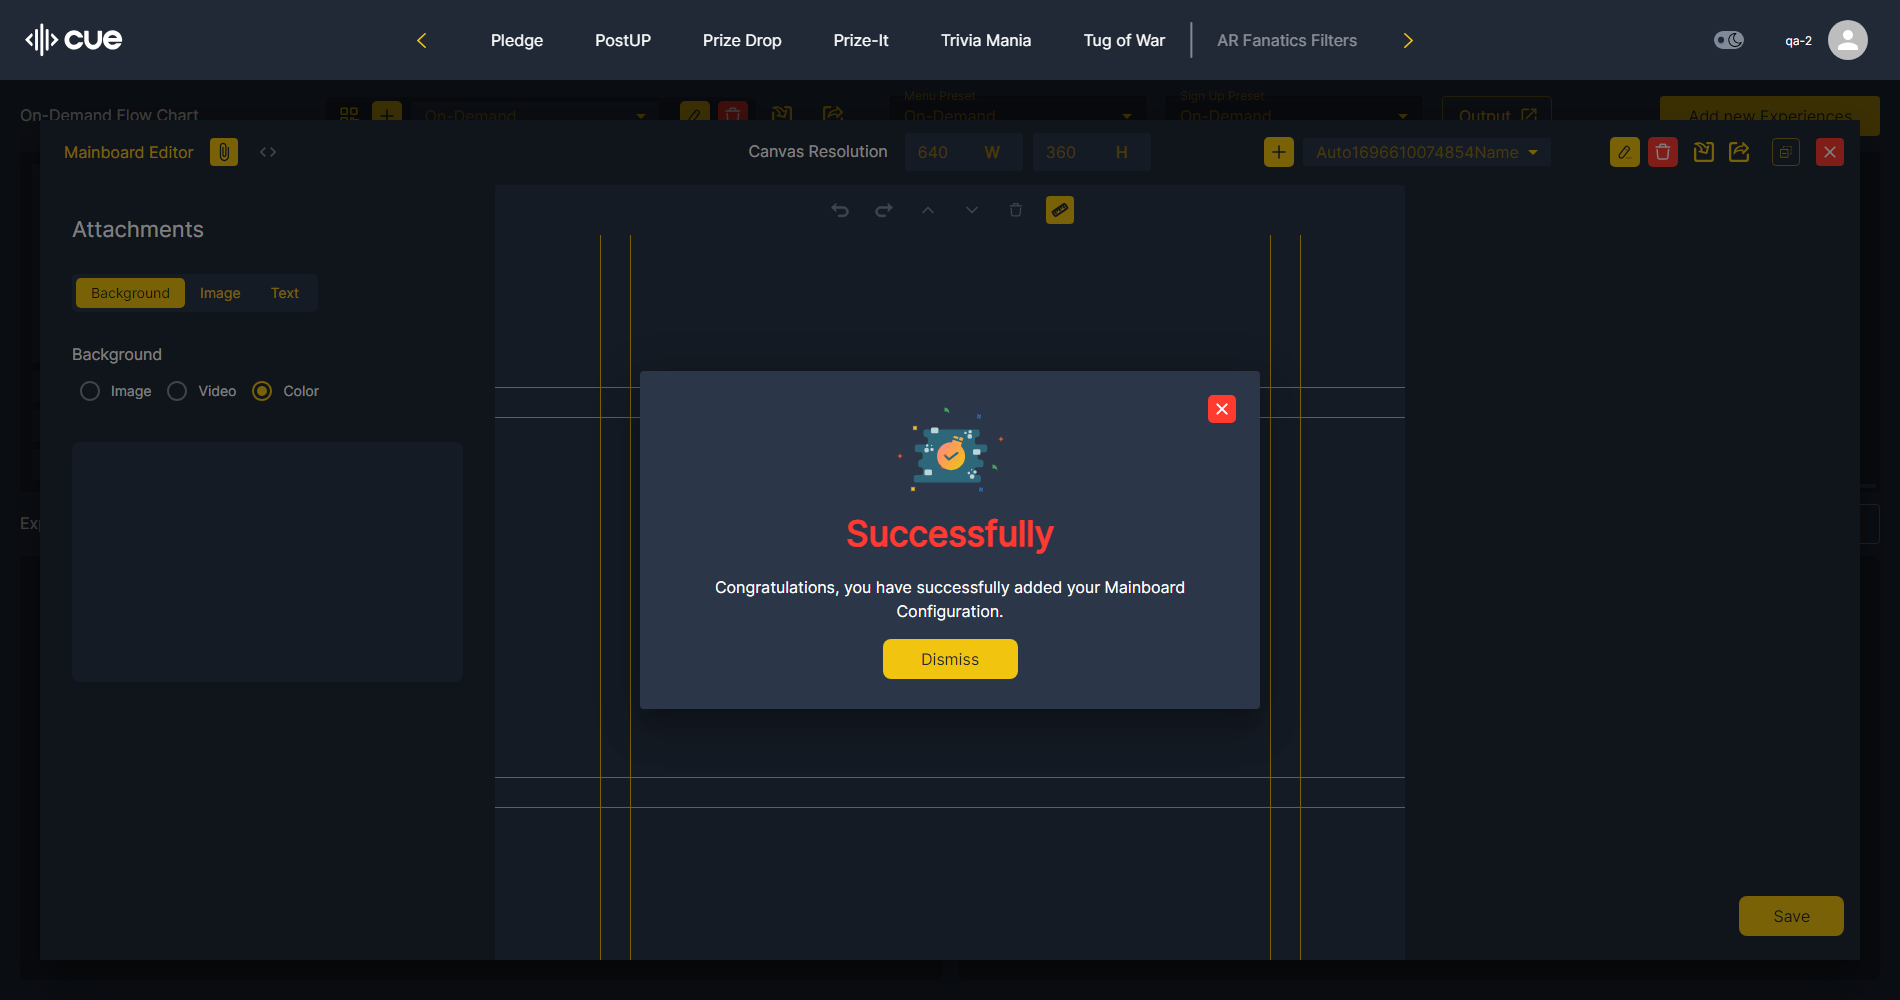 cue
Pledge
PostUP
Prize Drop
Prize-It
Trivia Mania
Tug of War
AR Fanatics Filters
qa-2
On-Demand Flow Chart
On-Demand
Menu Preset
On-Demand
Sign Up Preset
On-Demand
Output
Add new Experiences
Mainboard Editor
Canvas Resolution
640 W
360 H
Auto1696610074854Name
Attachments
Background
Image
Text
Background
Image
Video
Color
Successfully
Congratulations, you have successfully added your Mainboard
Configuration.
Dismiss
Save